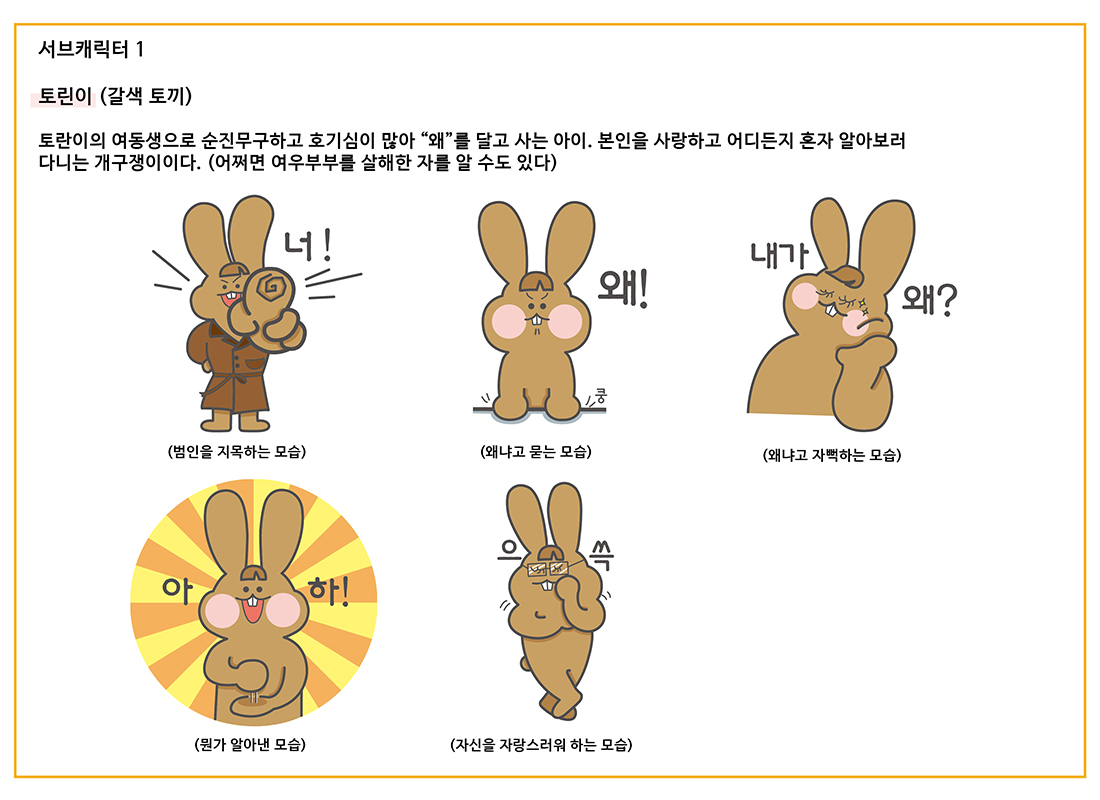 서브캐릭터 1
토린이 (갈색 토끼)
토란이의 여동생으로 순진무구하고 호기심이 많아 “왜”를 달고 사는 아이. 본인을 사랑하고 어디든지 혼자 알아보러
다니는 개구쟁이이다. (어쩌면 여우부부를 살해한 자를 알 수도 있다)
너!
왜!
쿵
내가
왜?
(범인을 지목하는 모습)
(왜냐고 묻는 모습)
(왜냐고 자뻑하는 모습)
아
하!
으
쓱
(뭔가 알아낸 모습)
(자신을 자랑스러워 하는 모습)